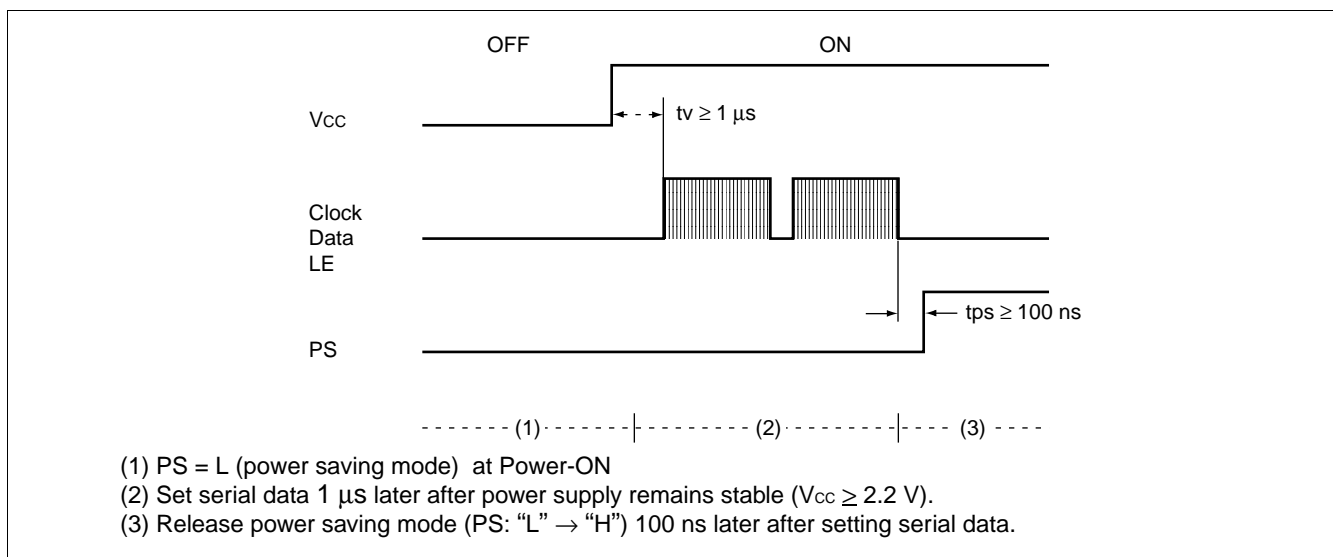 OFF ON
VCC
tv ≥ 1 μs
Clock
Data
LE
tps ≥ 100 ns
PS
(1) (2) (3)
(1) PS = L (power saving mode) at Power-ON
(2) Set serial data 1 μs later after power supply remains stable (VCC ≥ 2.2 V).
(3) Release power saving mode (PS: “L” → “H”) 100 ns later after setting serial data.